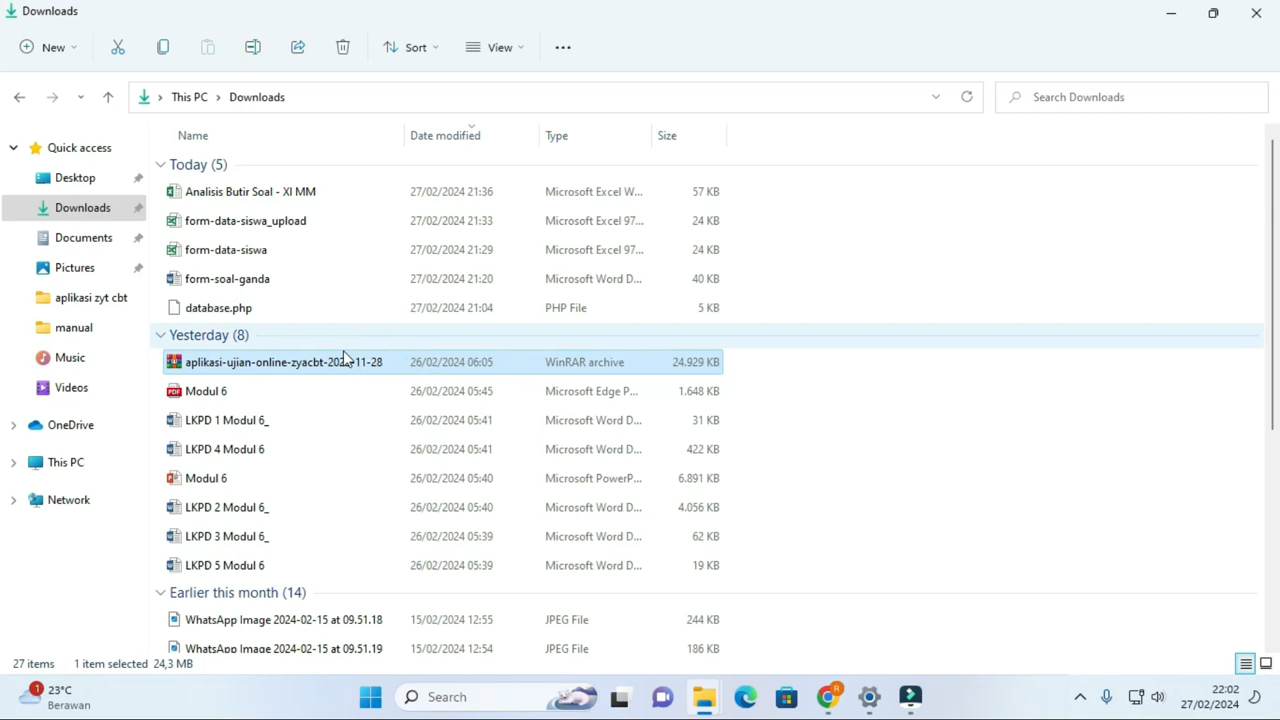 Downloads
New
Sort
View
This PC
Downloads
Search Downloads
Quick access
Desktop
Downloads
Documents
Pictures
aplikasi zyt cbt
manual
Music
Videos
OneDrive
This PC
Network
Name Date modified Type Size
Today (5)
Analisis Butir Soal - XI MM 27/02/2024 21:36 Microsoft Excel W... 57 KB
form-data-siswa_upload 27/02/2024 21:33 Microsoft Excel 97... 24 KB
form-data-siswa 27/02/2024 21:29 Microsoft Excel 97... 24 KB
form-soal-ganda 27/02/2024 21:20 Microsoft Word D... 40 KB
database.php 27/02/2024 21:04 PHP File 5 KB
Yesterday (8)
26/02/2024 06:05 WinRAR archive 24.929 KB
Modul 6 26/02/2024 05:45 Microsoft Edge P... 1.648 KB
LKPD 1 Modul 6_ 26/02/2024 05:41 Microsoft Word D... 31 KB
LKPD 4 Modul 6 26/02/2024 05:41 Microsoft Word D... 422 KB
Modul 6 26/02/2024 05:40 Microsoft PowerP... 6.891 KB
LKPD 2 Modul 6_ 26/02/2024 05:40 Microsoft Word D... 4.056 KB
LKPD 3 Modul 6_ 26/02/2024 05:39 Microsoft Word D... 62 KB
LKPD 5 Modul 6 26/02/2024 05:39 Microsoft Word D... 19 KB
Earlier this month (14)
WhatsApp Image 2024-02-15 at 09.51.18 15/02/2024 12:55 JPEG File 244 KB
WhatsApp Image 2024-02-15 at 09.51.19 15/02/2024 12:54 JPEG File 186 KB
27 items 1 item selected 24,3 MB
1
23°C
Berawan
Search
R
22:02
27/02/2024